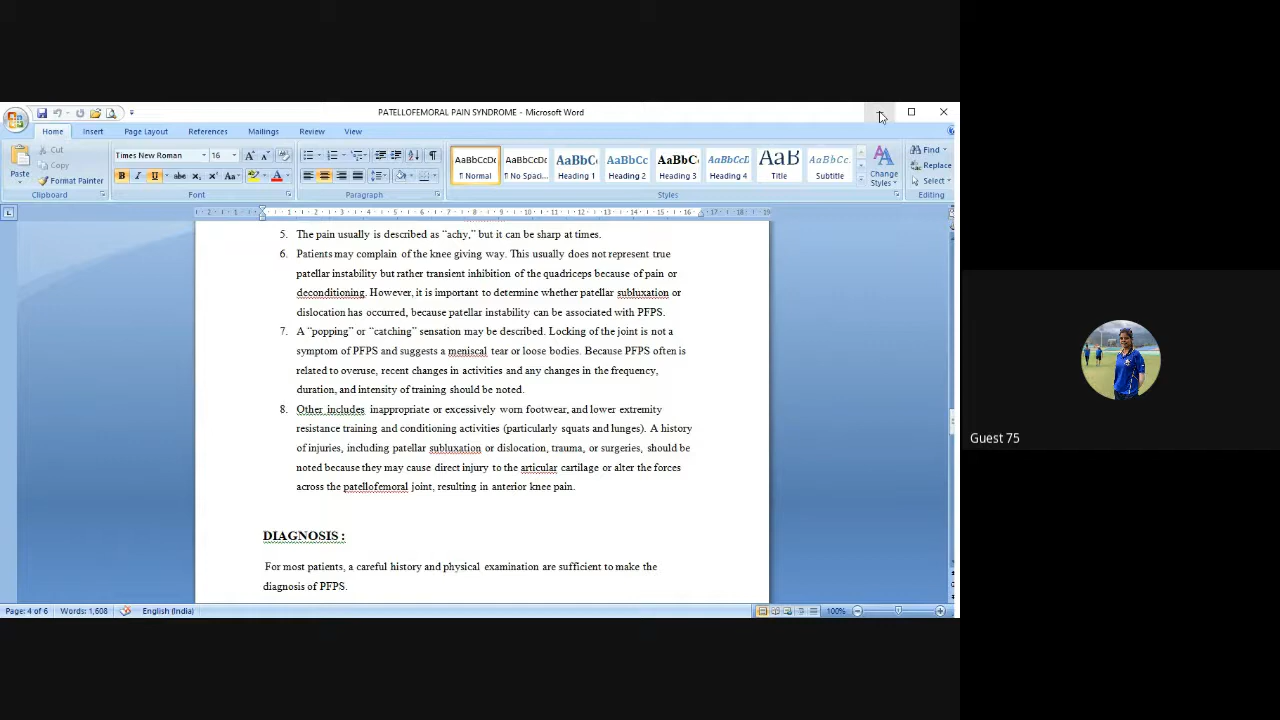 PATELLOFEMORAL PAIN SYNDROME - Microsoft Word
Home Insert Page Layout References Mailings Review View
Paste
Cut
Copy
Format Painter
Clipboard
Times New Roman 16
Font
Paragraph
AaBbCcDc AaBbCcDc AaBbC AaBbCc AaBbC AaBbCcD AaB AaBbCc.
¶ Normal ¶ No Spaci... Heading 1 Heading 2 Heading 3 Heading 4 Title Subtitle
Change Styles
Styles
Find
Replace
Select
Editing
5. The pain usually is described as “achy,” but it can be sharp at times.
6. Patients may complain of the knee giving way. This usually does not represent true
patellar instability but rather transient inhibition of the quadriceps because of pain or
deconditioning. However, it is important to determine whether patellar subluxation or
dislocation has occurred, because patellar instability can be associated with PFPS.
7. A “popping” or “catching” sensation may be described. Locking of the joint is not a
symptom of PFPS and suggests a meniscal tear or loose bodies. Because PFPS often is
related to overuse, recent changes in activities and any changes in the frequency,
duration, and intensity of training should be noted.
8. Other includes inappropriate or excessively worn footwear, and lower extremity
resistance training and conditioning activities (particularly squats and lunges). A history
of injuries, including patellar subluxation or dislocation, trauma, or surgeries, should be
noted because they may cause direct injury to the articular cartilage or alter the forces
across the patellofemoral joint, resulting in anterior knee pain.
DIAGNOSIS :
For most patients, a careful history and physical examination are sufficient to make the
diagnosis of PFPS.
Page: 4 of 6 Words: 1,608 English (India) 100%
Guest 75